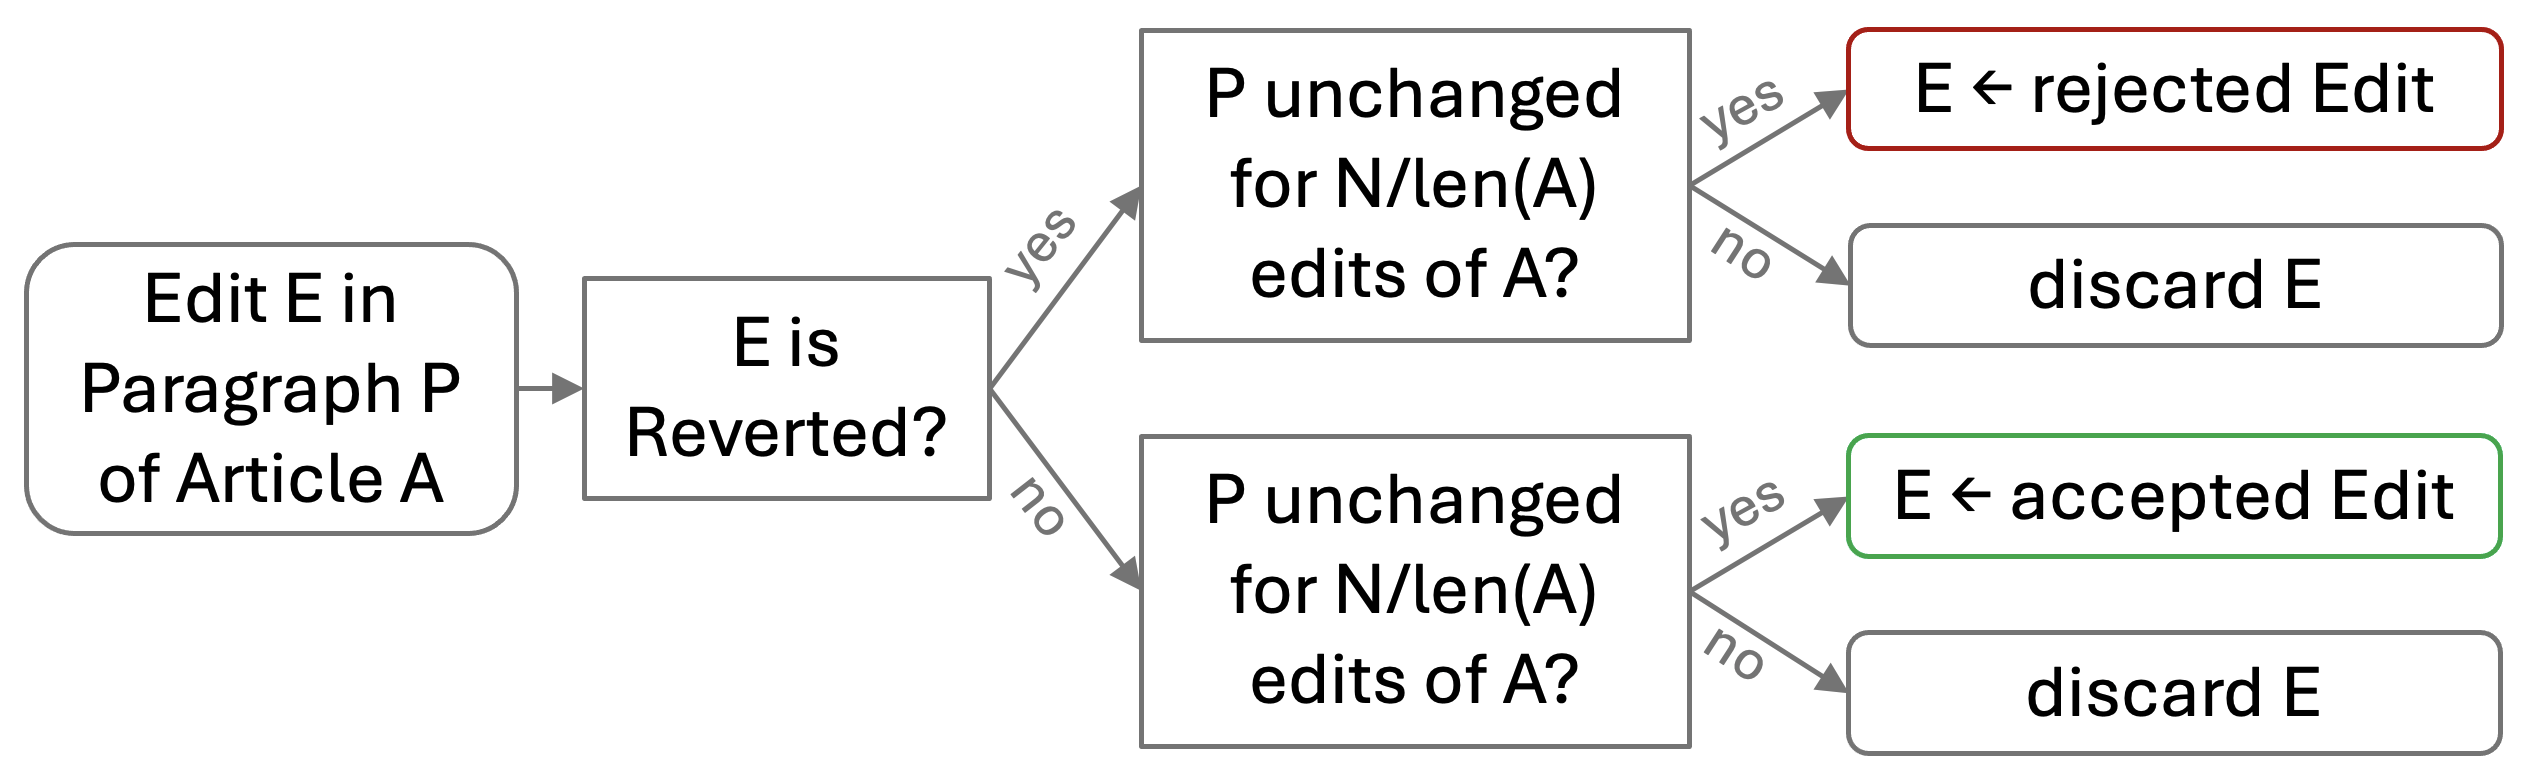 Edit E in
Paragraph P
of Article A
E is
Reverted?
yes
no
P unchanged
for N/len(A)
edits of A?
yes
no
E ← rejected Edit
discard E
P unchanged
for N/len(A)
edits of A?
yes
no
E ← accepted Edit
discard E